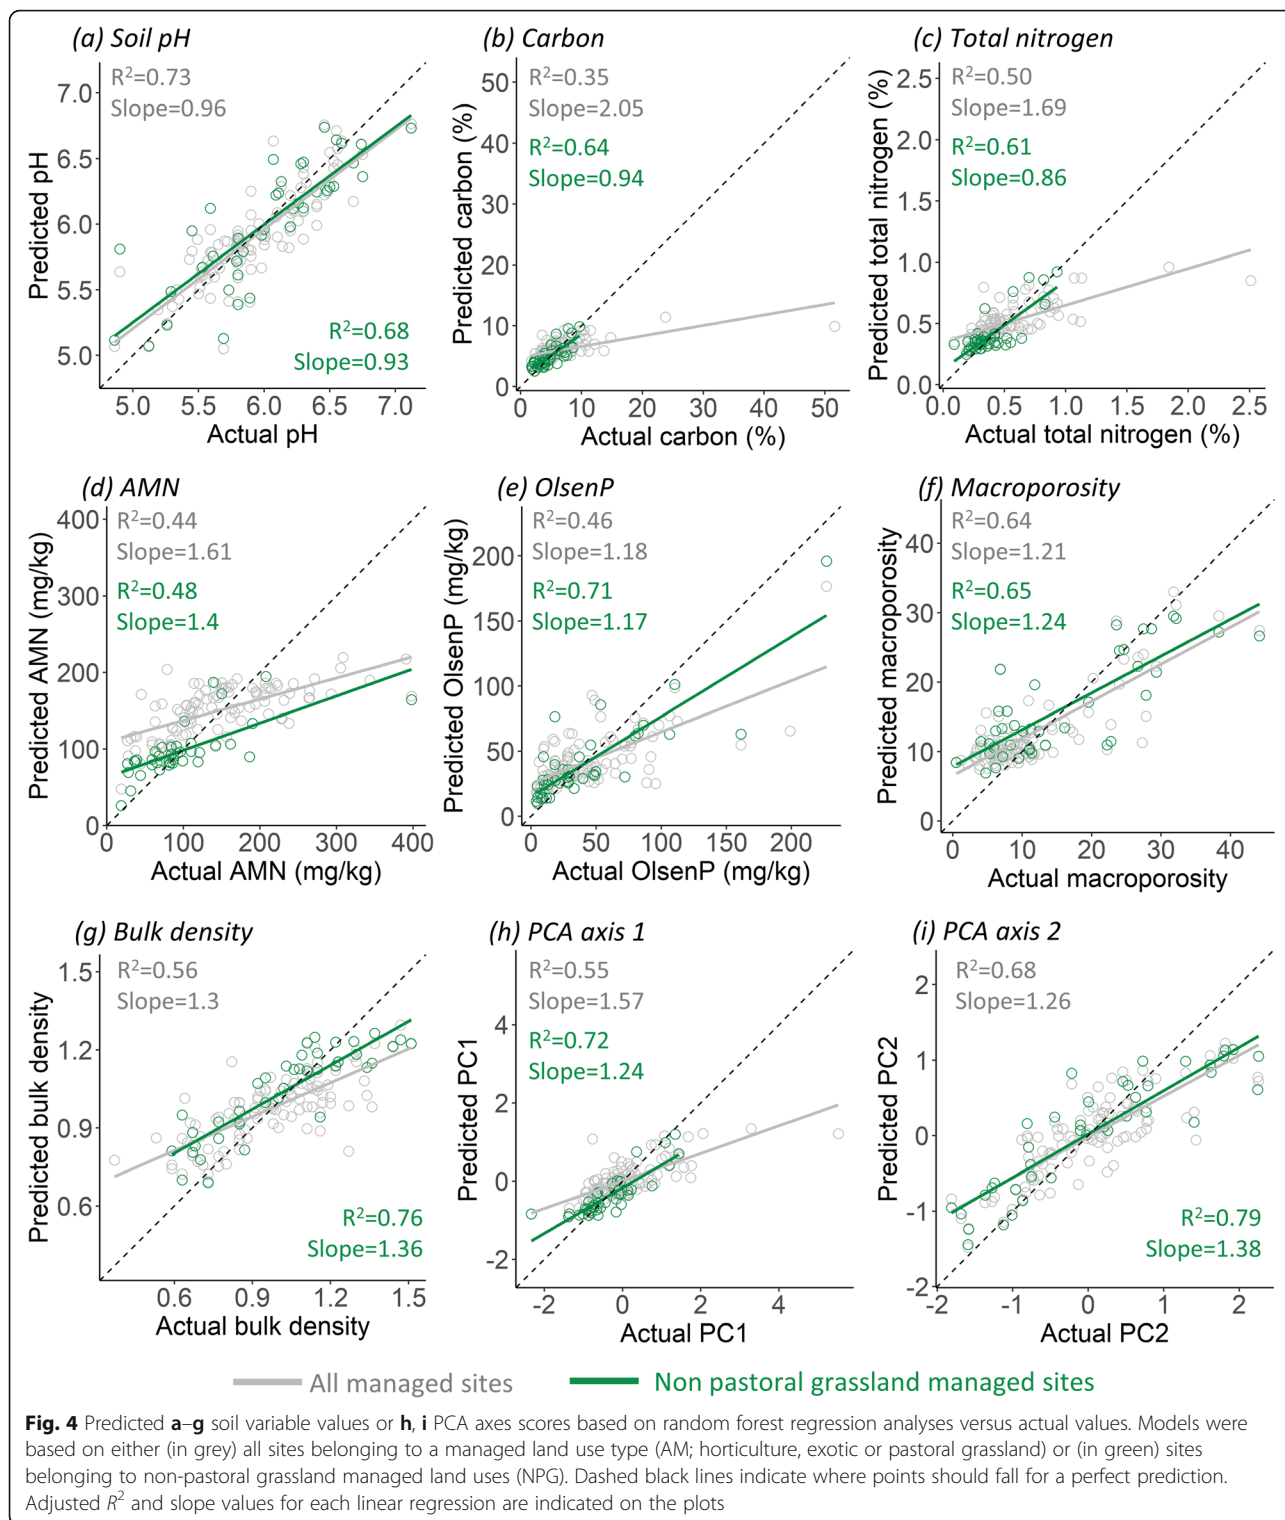 (a) Soil pH
R²=0.73
Slope=0.96
7.0
6.5
6.0
5.5
5.0
Predicted pH
R²=0.68
Slope=0.93
5.0 5.5 6.0 6.5 7.0
Actual pH
(b) Carbon
R²=0.35
Slope=2.05
R²=0.64
Slope=0.94
50
40
30
20
10
0
Predicted carbon (%)
0 10 20 30 40 50
Actual carbon (%)
(c) Total nitrogen
R²=0.50
Slope=1.69
R²=0.61
Slope=0.86
2.5
2.0
1.5
1.0
0.5
0.0
Predicted total nitrogen (%)
0.0 0.5 1.0 1.5 2.0 2.5
Actual total nitrogen (%)
(d) AMN
R²=0.44
Slope=1.61
R²=0.48
Slope=1.4
400
300
200
100
0
Predicted AMN (mg/kg)
0 100 200 300 400
Actual AMN (mg/kg)
(e) OlsenP
R²=0.46
Slope=1.18
R²=0.71
Slope=1.17
200
150
100
50
0
Predicted OlsenP (mg/kg)
0 50 100 150 200
Actual OlsenP (mg/kg)
(f) Macroporosity
R²=0.64
Slope=1.21
R²=0.65
Slope=1.24
40
30
20
10
0
Predicted macroporosity
0 10 20 30 40
Actual macroporosity
(g) Bulk density
R²=0.56
Slope=1.3
1.5
1.2
0.9
0.6
Predicted bulk density
R²=0.76
Slope=1.36
0.6 0.9 1.2 1.5
Actual bulk density
(h) PCA axis 1
R²=0.55
Slope=1.57
R²=0.72
Slope=1.24
4
2
0
-2
Predicted PC1
-2 0 2 4
Actual PC1
(i) PCA axis 2
R²=0.68
Slope=1.26
2
1
0
-1
-2
Predicted PC2
R²=0.79
Slope=1.38
-2 -1 0 1 2
Actual PC2
All managed sites
Non pastoral grassland managed sites
Fig. 4 Predicted a–g soil variable values or h, i PCA axes scores based on random forest regression analyses versus actual values. Models were
based on either (in grey) all sites belonging to a managed land use type (AM; horticulture, exotic or pastoral grassland) or (in green) sites
belonging to non-pastoral grassland managed land uses (NPG). Dashed black lines indicate where points should fall for a perfect prediction.
Adjusted R² and slope values for each linear regression are indicated on the plots